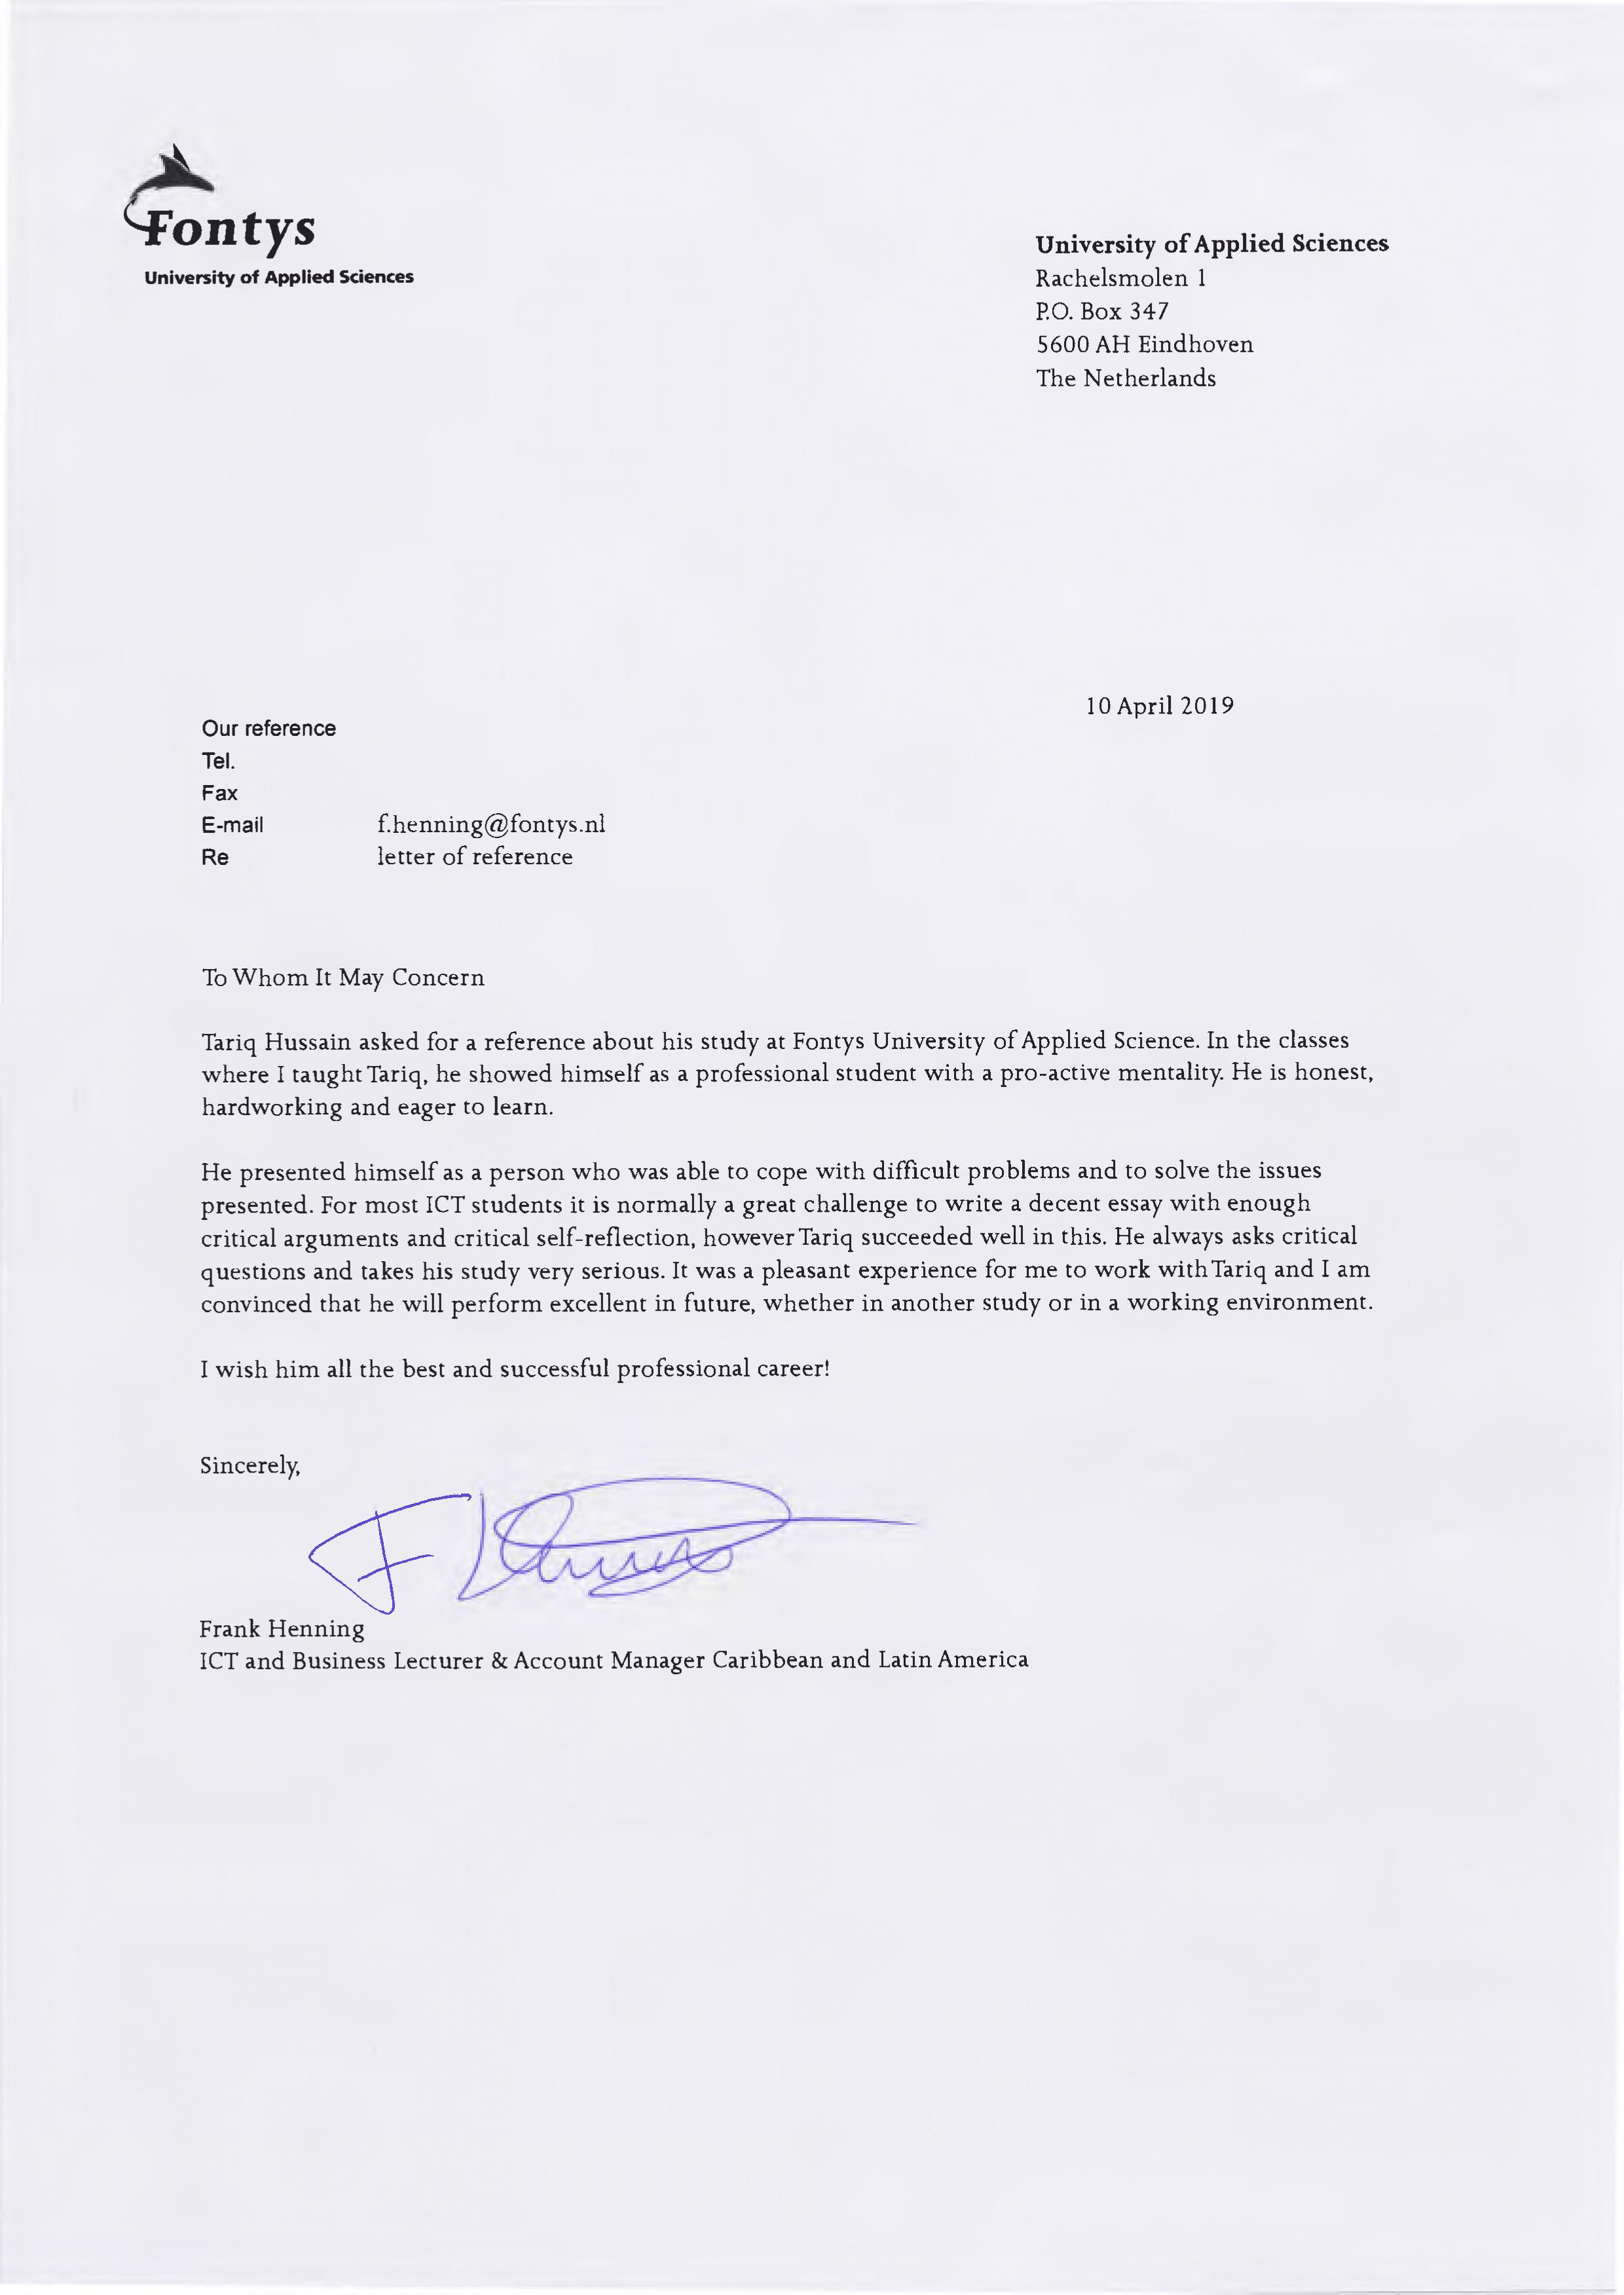 Fontys
University of Applied Sciences
University of Applied Sciences
Rachelsmolen 1
P.O. Box 347
5600 AH Eindhoven
The Netherlands
10 April 2019
Our reference
Tel.
Fax
E-mail f.henning@fontys.nl
Re letter of reference
To Whom It May Concern
Tariq Hussain asked for a reference about his study at Fontys University of Applied Science. In the classes
where I taught Tariq, he showed himself as a professional student with a pro-active mentality. He is honest,
hardworking and eager to learn.
He presented himself as a person who was able to cope with difficult problems and to solve the issues
presented. For most ICT students it is normally a great challenge to write a decent essay with enough
critical arguments and critical self-reflection, however Tariq succeeded well in this. He always asks critical
questions and takes his study very serious. It was a pleasant experience for me to work with Tariq and I am
convinced that he will perform excellent in future, whether in another study or in a working environment.
I wish him all the best and successful professional career!
Sincerely,
Frank Henning
ICT and Business Lecturer & Account Manager Caribbean and Latin America